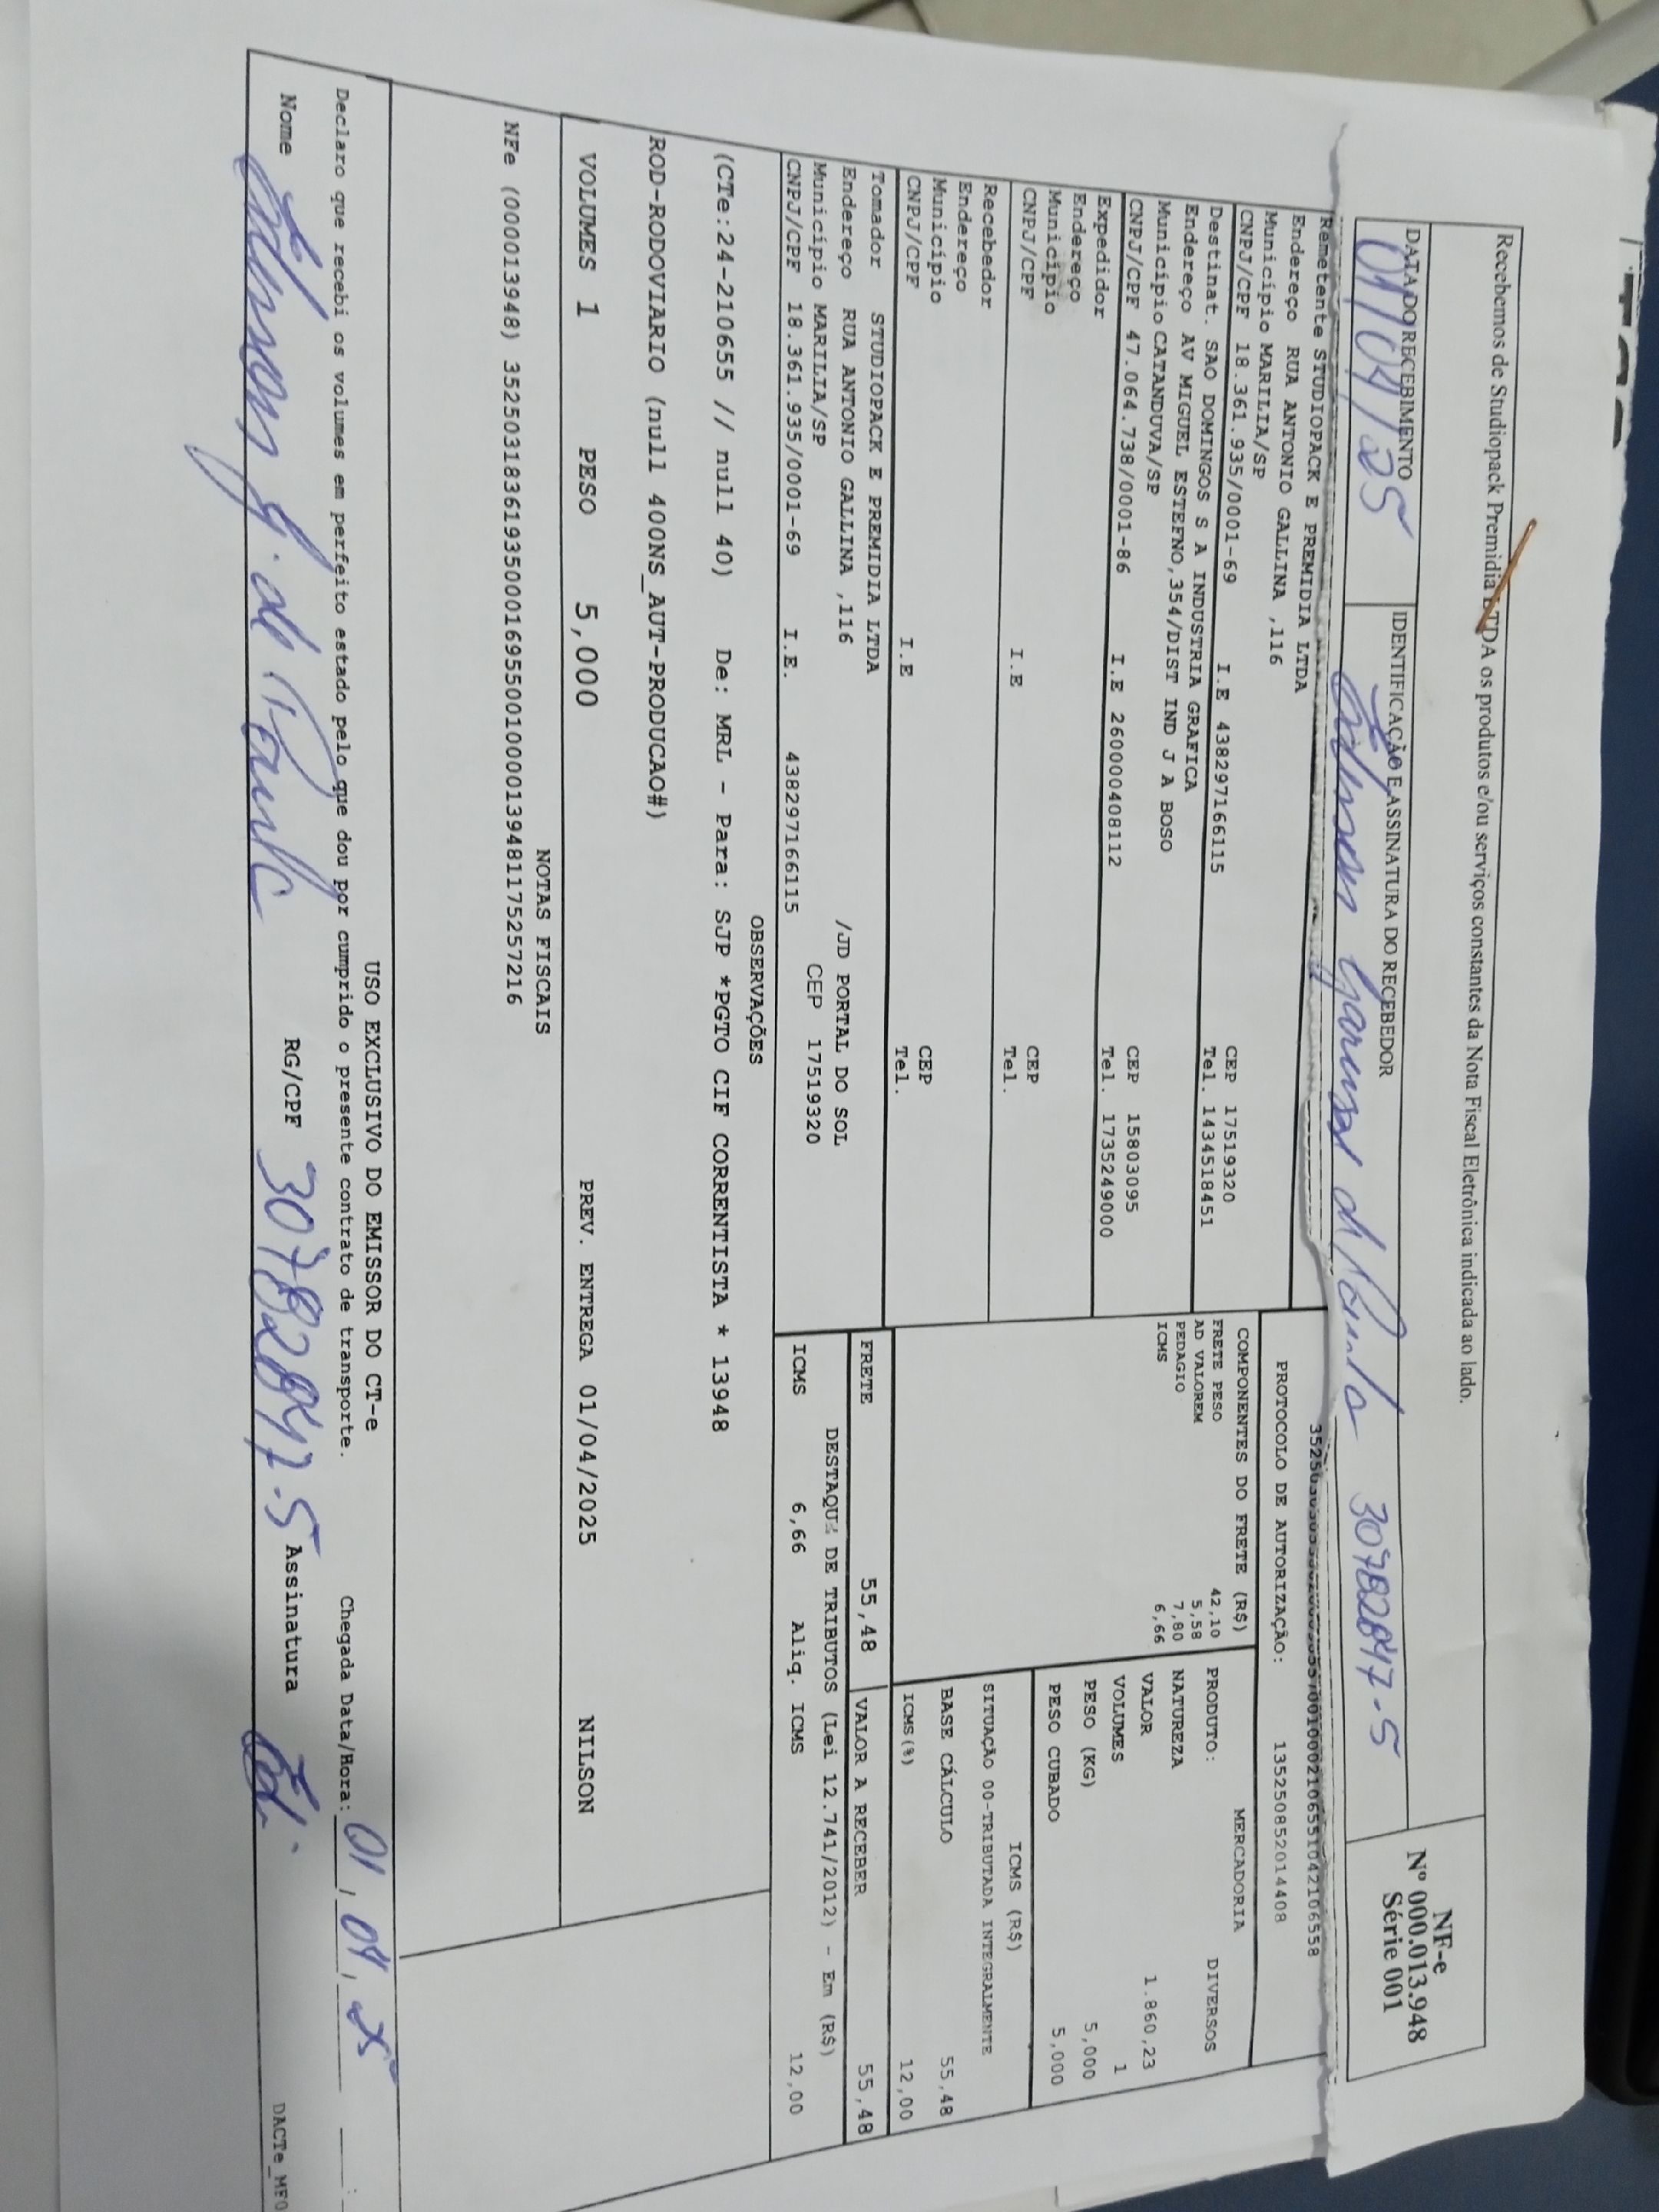 Recebemos de Studiopack Premidia LTDA os produtos e/ou serviços constantes da Nota Fiscal Eletrônica indicada ao lado.
NF-e
Nº 000.013.948
Série 001
DATA DO RECEBIMENTO
IDENTIFICAÇÃO E ASSINATURA DO RECEBEDOR
01/04/25
30782847-5
Remetente STUDIOPACK E PREMIDIA LTDA
Endereço RUA ANTONIO GALLINA ,116
Município MARILIA/SP
CEP 17519320
CNPJ/CPF 18.361.935/0001-69 I.E 438297166115
Tel. 1434518451
Destinat. SAO DOMINGOS S A INDUSTRIA GRAFICA
Endereço AV MIGUEL ESTEFNO,354/DIST IND J A BOSO
Município CATANDUVA/SP
CEP 15803095
CNPJ/CPF 47.064.738/0001-86 I.E 260000408112
Tel. 1735249000
Expedidor
Endereço
Município
CEP
CNPJ/CPF I.E
Tel.
Recebedor
Endereço
Município
CEP
CNPJ/CPF I.E
Tel.
Tomador STUDIOPACK E PREMIDIA LTDA
Endereço RUA ANTONIO GALLINA ,116 /JD PORTAL DO SOL
Município MARILIA/SP CEP 17519320
CNPJ/CPF 18.361.935/0001-69 I.E. 438297166115
PROTOCOLO DE AUTORIZAÇÃO: 135250852014408
COMPONENTES DO FRETE (R$)
FRETE PESO 42,10
AD VALOREM 5,58
PEDAGIO 7,80
ICMS 6,66
MERCADORIA
PRODUTO: DIVERSOS
NATUREZA
VALOR 1.860,23
VOLUMES 1
PESO (KG) 5,000
PESO CUBADO 5,000
ICMS (R$)
SITUAÇÃO 00-TRIBUTADA INTEGRALMENTE
BASE CÁLCULO 55,48
ICMS(%) 12,00
FRETE 55,48 VALOR A RECEBER 55,48
DESTAQUE DE TRIBUTOS (Lei 12.741/2012) - Em (R$)
ICMS 6,66 Aliq. ICMS 12,00
OBSERVAÇÕES
(CTe:24-210655 // null 40) De: MRL - Para: SJP *PGTO CIF CORRENTISTA * 13948
ROD-RODOVIARIO (null 400NS_AUT-PRODUCAO#)
VOLUMES 1 PESO 5,000 PREV. ENTREGA 01/04/2025 NILSON
NOTAS FISCAIS
NFe (000013948) 35250318361935000169550010000139481175257216
USO EXCLUSIVO DO EMISSOR DO CT-e
Declaro que recebi os volumes em perfeito estado pelo que dou por cumprido o presente contrato de transporte.
Chegada Data/Hora: 01/04/25
Nome
RG/CPF 30782847-5 Assinatura